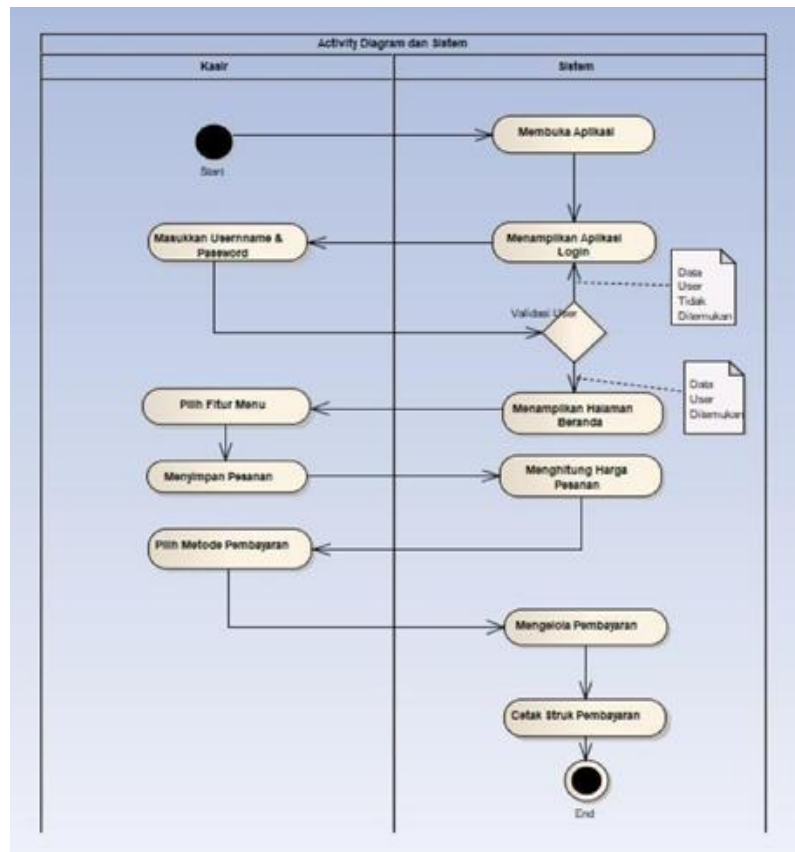 Activity Diagram dan Sistem
Kasir
Sistem
Start
Membuka Aplikasi
Masukkan Usernname &
Password
Menampilkan Aplikasi
Login
Data
User
Tidak
Ditemukan
Validasi User
Data
User
Ditemukan
Pilih Fitur Menu
Menampilkan Halaman
Beranda
Menyimpan Pesanan
Menghitung Harga
Pesanan
Pilih Metode Pembayaran
Mengelola Pembayaran
Cetak Struk Pembayaran
End